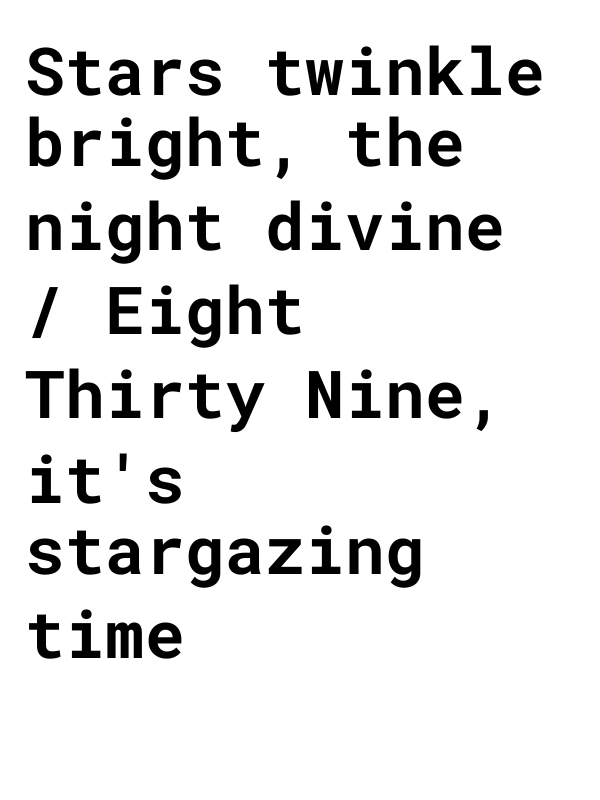 Stars twinkle
bright, the
night divine
/ Eight
Thirty Nine,
it's
stargazing
time